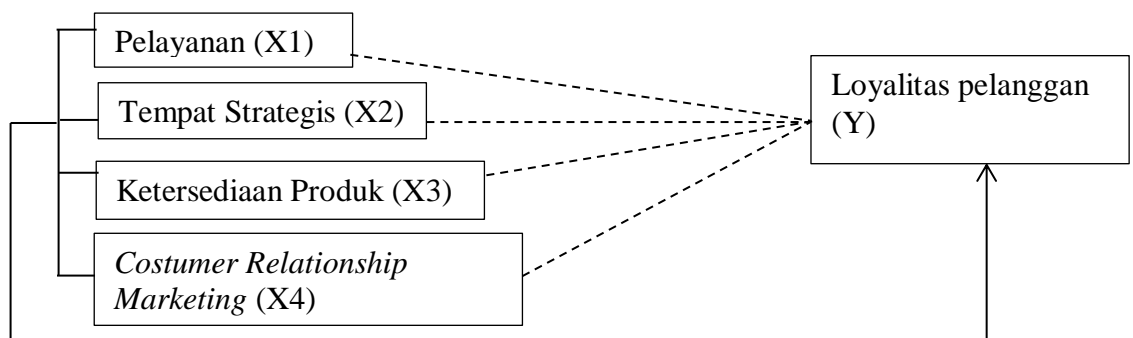 Pelayanan (X1)
Tempat Strategis (X2)
Ketersediaan Produk (X3)
Costumer Relationship
Marketing (X4)
Loyalitas pelanggan
(Y)